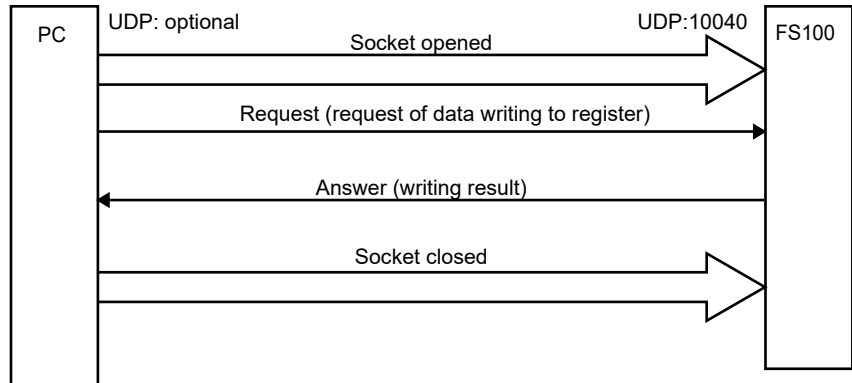 PC
UDP: optional
UDP:10040
FS100
Socket opened
Request (request of data writing to register)
Answer (writing result)
Socket closed